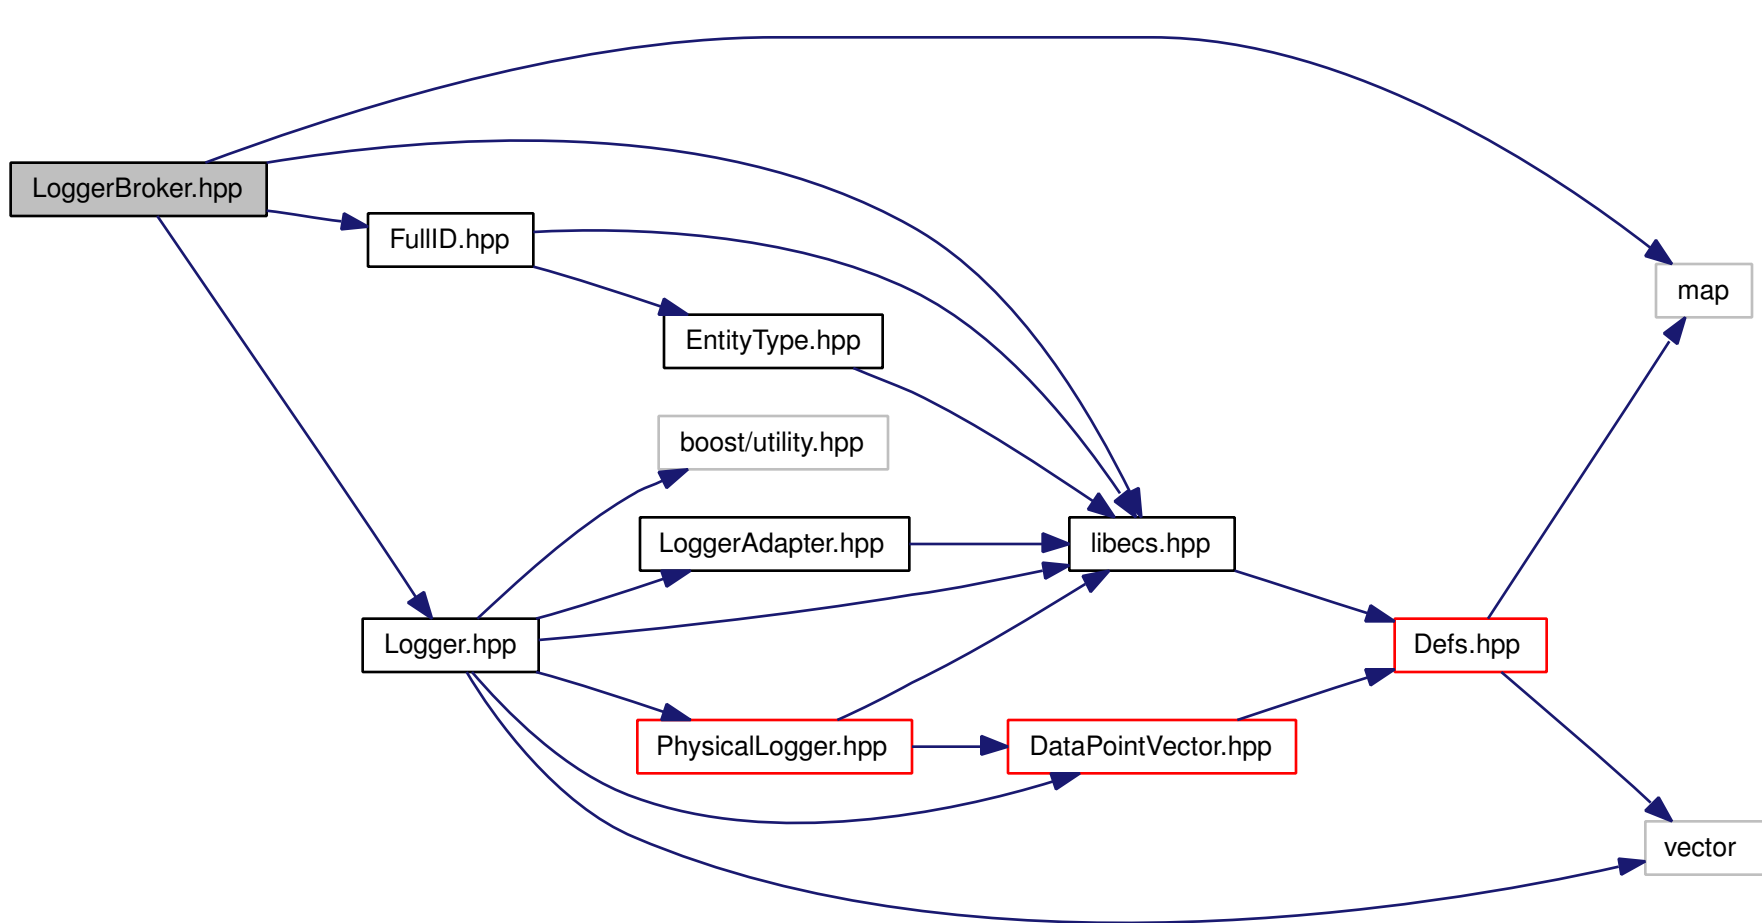 LoggerBroker.hpp
FullID.hpp
map
EntityType.hpp
boost/utility.hpp
LoggerAdapter.hpp
libecs.hpp
Logger.hpp
Defs.hpp
PhysicalLogger.hpp
DataPointVector.hpp
vector